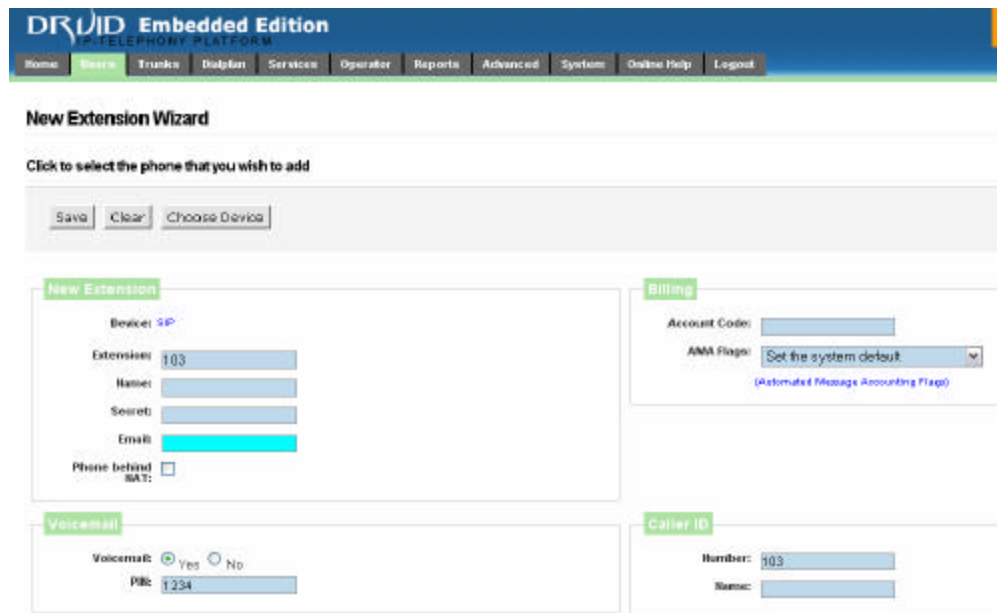 DRUID Embedded Edition
IP-TELEPHONY PLATFORM
Home Users Trunks Dialplan Services Operator Reports Advanced System Online Help Logout
New Extension Wizard
Click to select the phone that you wish to add
Save Clear Choose Device
New Extension
Device: SIP
Extension: 103
Name:
Secret:
Email:
Phone behind
NAT:
Billing
Account Code:
AMA Flags: Set the system default
(Automated Message Accounting Flags)
Voicemail
Voicemail: Yes No
PIN: 1234
Caller ID
Number: 103
Name: